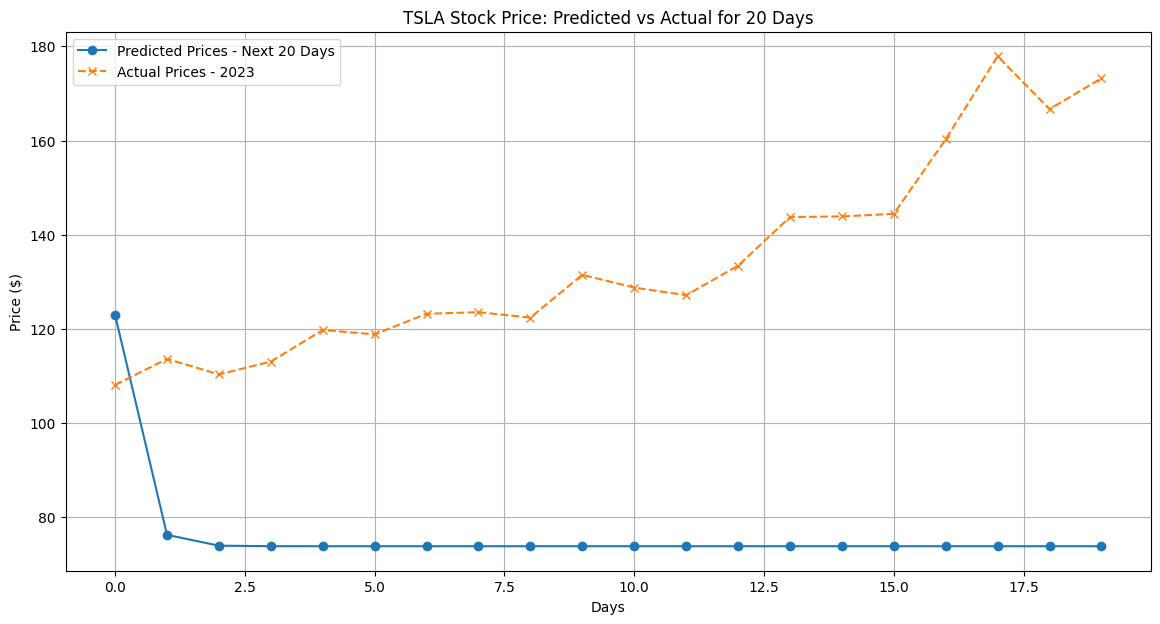 TSLA Stock Price: Predicted vs Actual for 20 Days
Predicted Prices - Next 20 Days
Actual Prices - 2023
Price ($)
180
160
140
120
100
80
0.0 2.5 5.0 7.5 10.0 12.5 15.0 17.5
Days